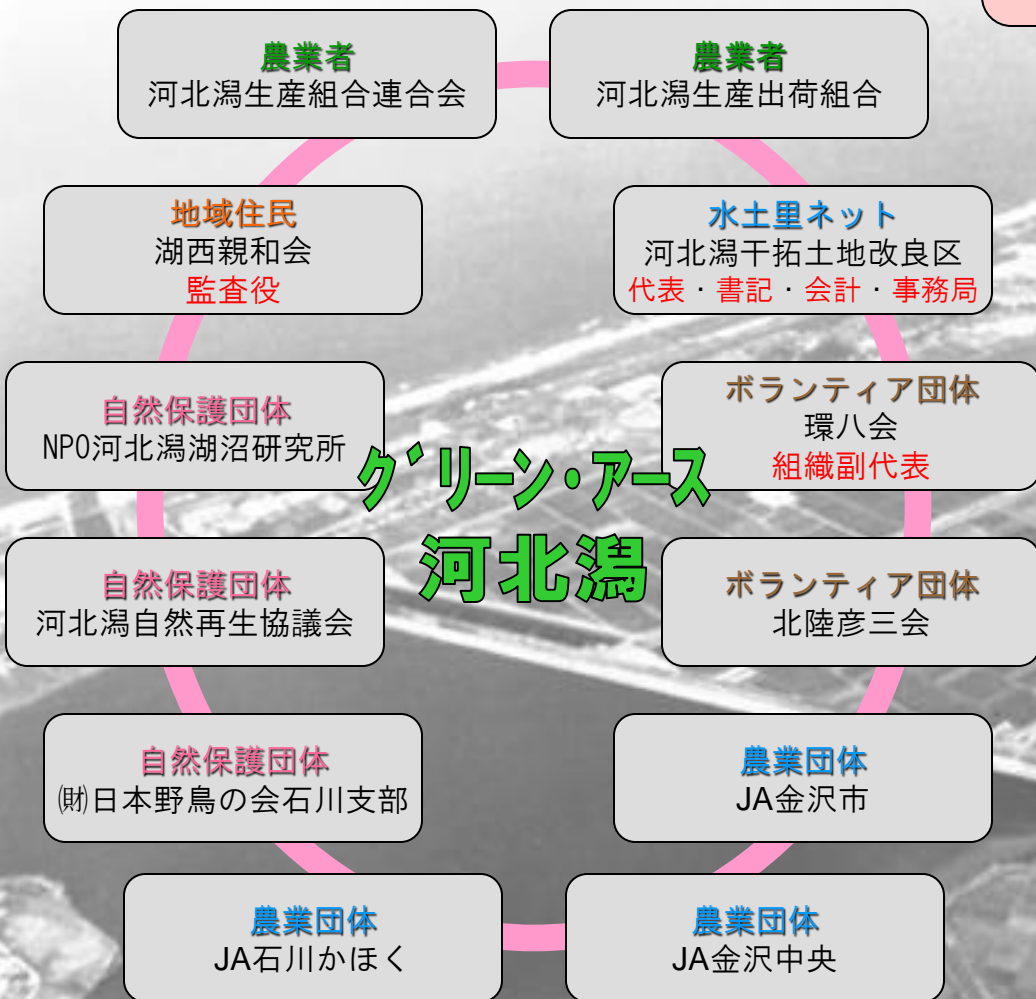 農業者
河北潟生産組合連合会
農業者
河北潟生産出荷組合
地域住民
湖西親和会
監査役
水土里ネット
河北潟干拓土地改良区
代表・書記・会計・事務局
自然保護団体
NPO河北潟湖沼研究所
ボランティア団体
環八会
組織副代表
グリーン・アース
河北潟
自然保護団体
河北潟自然再生協議会
ボランティア団体
北陸彦三会
自然保護団体
㈶日本野鳥の会石川支部
農業団体
JA金沢市
農業団体
JA石川かほく
農業団体
JA金沢中央